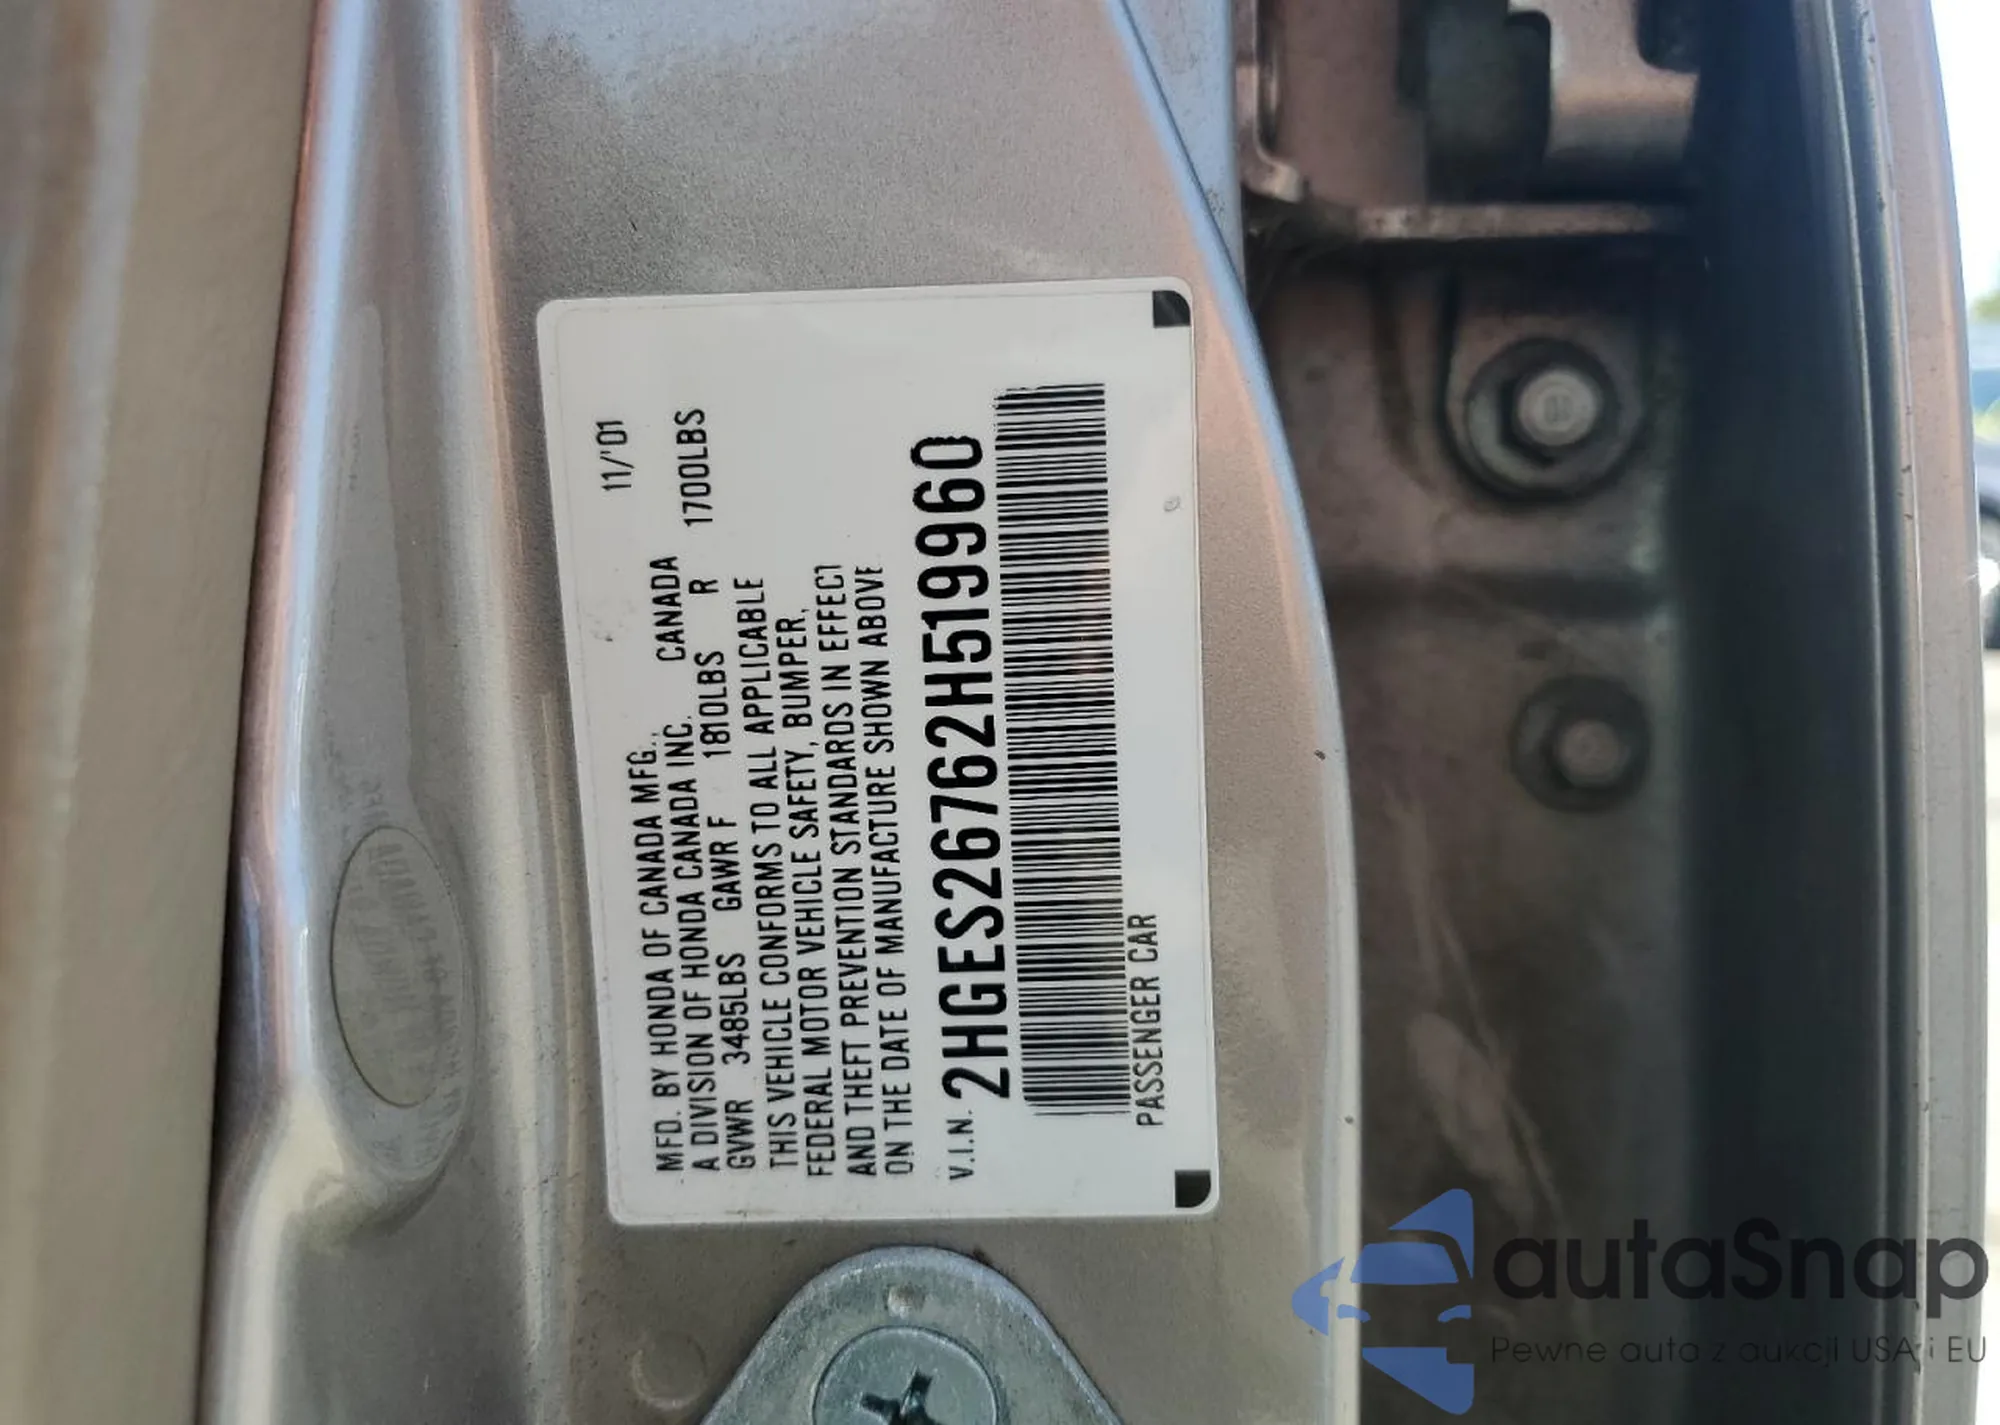 11/'01
MFD. BY HONDA OF CANADA MFG.,
A DIVISION OF HONDA CANADA INC. CANADA
GVWR 3485LBS GAWR F 1810LBS R 1700LBS
THIS VEHICLE CONFORMS TO ALL APPLICABLE
FEDERAL MOTOR VEHICLE SAFETY, BUMPER,
AND THEFT PREVENTION STANDARDS IN EFFECT
ON THE DATE OF MANUFACTURE SHOWN ABOVE
V.I.N. 2HGES26762H519960
PASSENGER CAR
autaSnap
Pewne auta z aukcji USA i EU